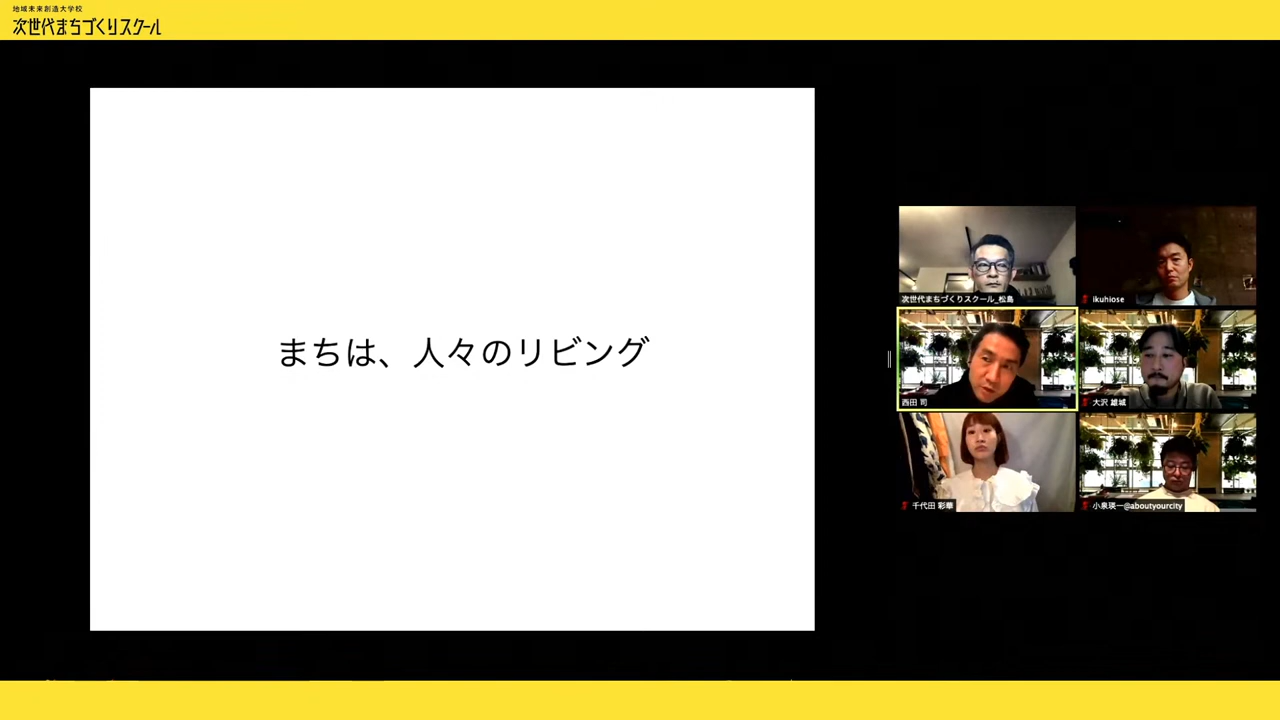 地域未来創造大学校
次世代まちづくりスクール
まちは、人々のリビング
次世代まちづくりスクール_松島
ikuhiose
西田 司
大沢 雄城
千代田 彩華
小泉瑛一@aboutyourcity